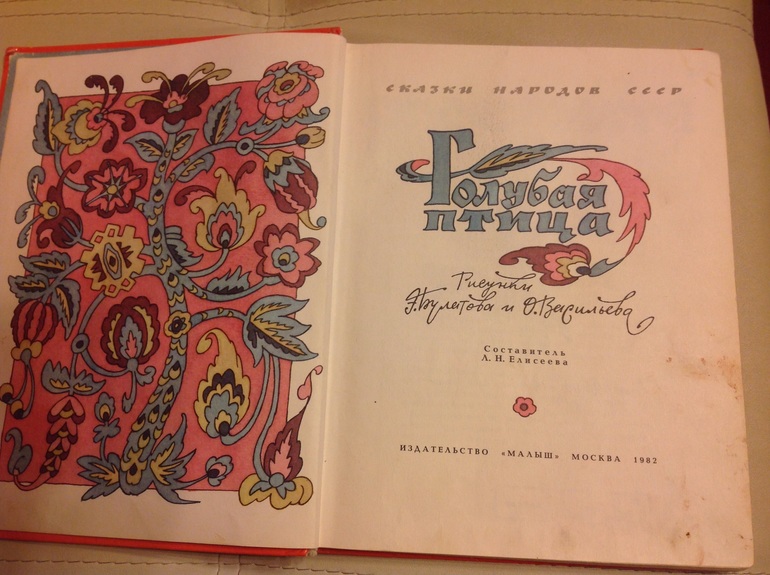 СКАЗКИ НАРОДОВ СССР
Голубая
птица
Рисунки
Э. Булатова и О. Васильева
Составитель
Л. Н. Елисеева
ИЗДАТЕЛЬСТВО «МАЛЫШ» МОСКВА 1982